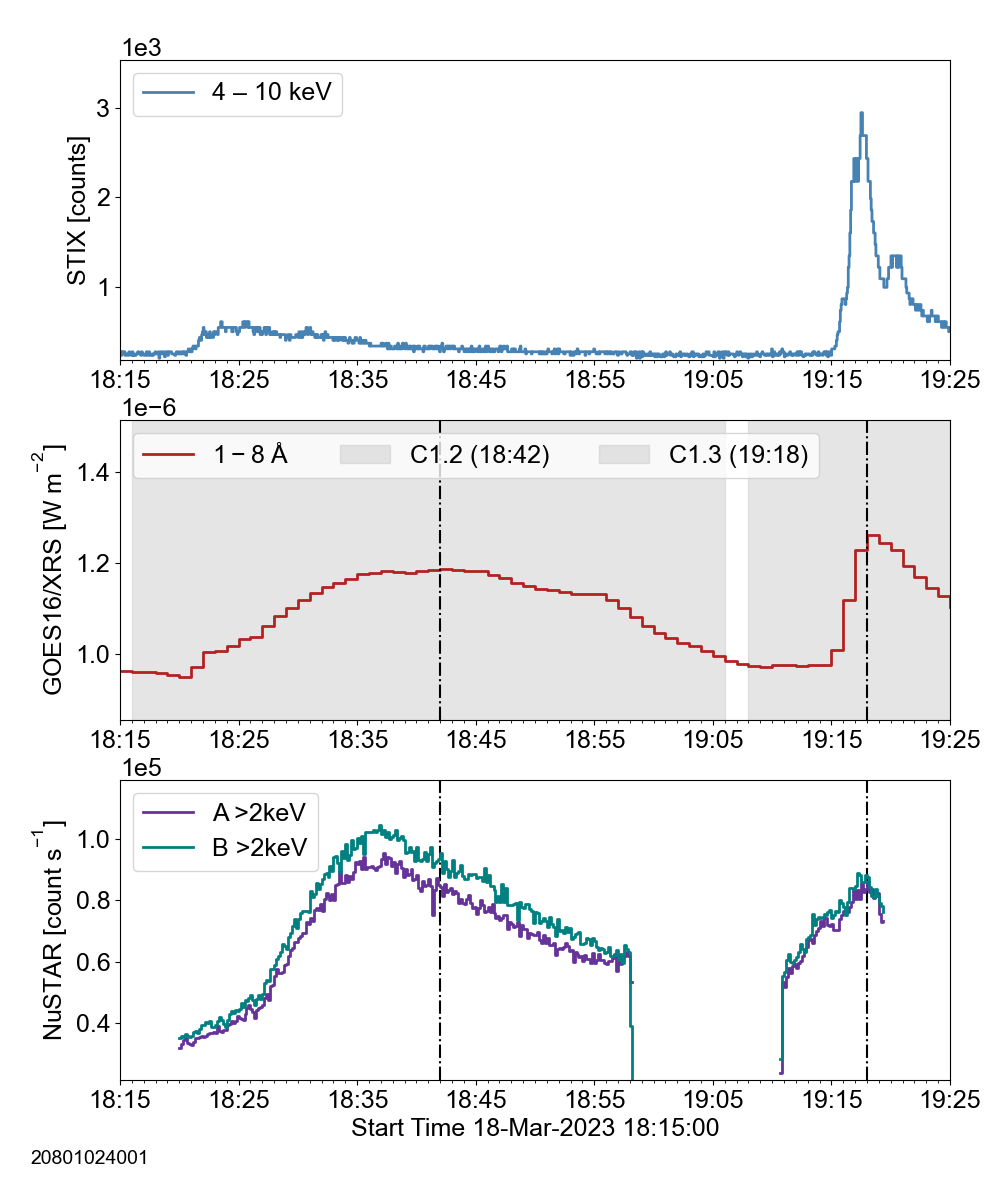 1e3
4 – 10 keV
STIX [counts]
3
2
1
18:15 18:25 18:35 18:45 18:55 19:05 19:15 19:25
1e−6
1 – 8 Å C1.2 (18:42) C1.3 (19:18)
GOES16/XRS [W m−2]
1.4
1.2
1.0
18:15 18:25 18:35 18:45 18:55 19:05 19:15 19:25
1e5
A >2keV
B >2keV
NuSTAR [count s−1]
1.0
0.8
0.6
0.4
18:15 18:25 18:35 18:45 18:55 19:05 19:15 19:25
Start Time 18-Mar-2023 18:15:00
20801024001